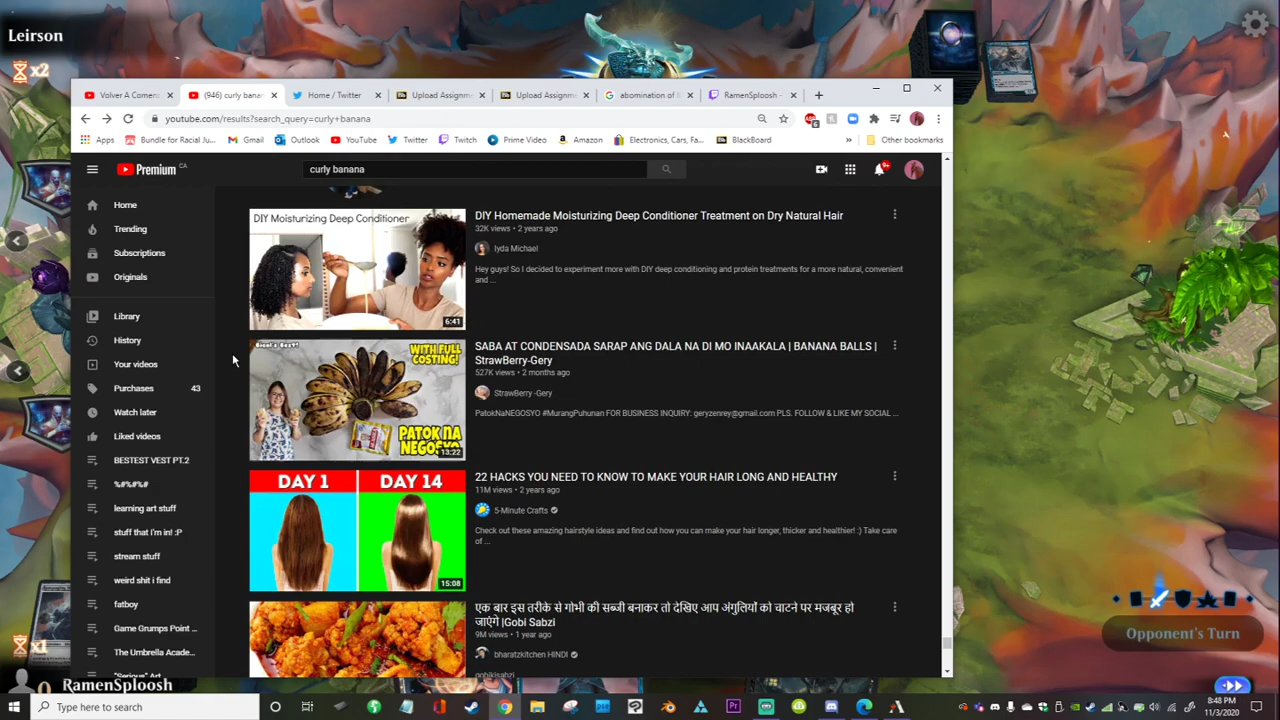 Leirson
x2
Volver A Comenz
(946) curly bana
Home / Twitter
Upload Assignm
Upload Assignm
abomination of l
RamenSploosh -
youtube.com/results?search_query=curly+banana
6
Apps
Bundle for Racial Ju...
Gmail
Outlook
YouTube
Twitter
Twitch
Prime Video
Amazon
Electronics, Cars, Fa...
BlackBoard
»
Other bookmarks
Premium CA
curly banana
9+
Home
Trending
Subscriptions
Originals
Library
History
Your videos
Purchases 43
Watch later
Liked videos
BESTEST VEST PT.2
%#%#%#
learning art stuff
stuff that I'm in! :P
stream stuff
weird shit i find
fatboy
Game Grumps Point ...
The Umbrella Acade...
"Serious" Art
DIY Moisturizing Deep Conditioner
6:41
DIY Homemade Moisturizing Deep Conditioner Treatment on Dry Natural Hair
32K views • 2 years ago
Iyda Michael
Hey guys! So I decided to experiment more with DIY deep conditioning and protein treatments for a more natural, convenient
and ...
WITH FULL
COSTING!
PATOK NA
NEGOSYO
13:22
SABA AT CONDENSADA SARAP ANG DALA NA DI MO INAAKALA | BANANA BALLS |
StrawBerry-Gery
527K views • 2 months ago
StrawBerry -Gery
PatokNaNEGOSYO #MurangPuhunan FOR BUSINESS INQUIRY: geryzenrey@gmail.com PLS. FOLLOW & LIKE MY SOCIAL ...
DAY 1
DAY 14
15:08
22 HACKS YOU NEED TO KNOW TO MAKE YOUR HAIR LONG AND HEALTHY
11M views • 2 years ago
5-Minute Crafts
Check out these amazing hairstyle ideas and find out how you can make your hair longer, thicker and healthier! ;) Take care
of ...
एक बार इस तरीके से गोभी की सब्जी बनाकर तो देखिए आप अंगुलियों को चाटने पर मजबूर हो
जाएंगे |Gobi Sabzi
9M views • 1 year ago
bharatzkitchen HINDI
gobikisabzi
Opponent's Turn
x1
0
RamenSploosh
Type here to search
8:48 PM
11/3/2020